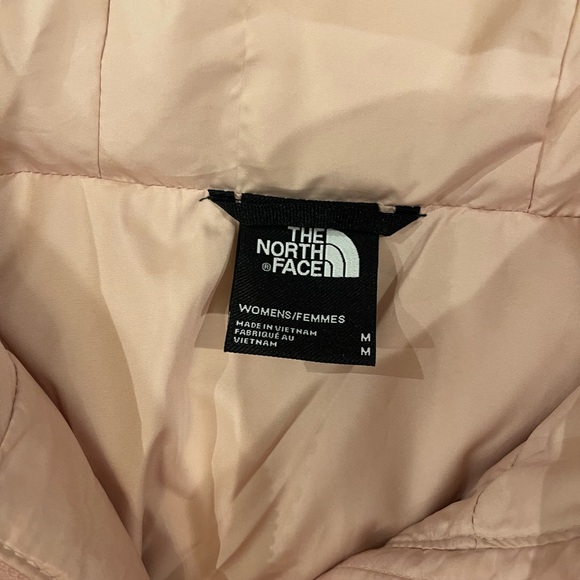 THE
NORTH
®FACE
WOMENS/FEMMES
MADE IN VIETNAM M
FABRIQUÉ AU M
VIETNAM